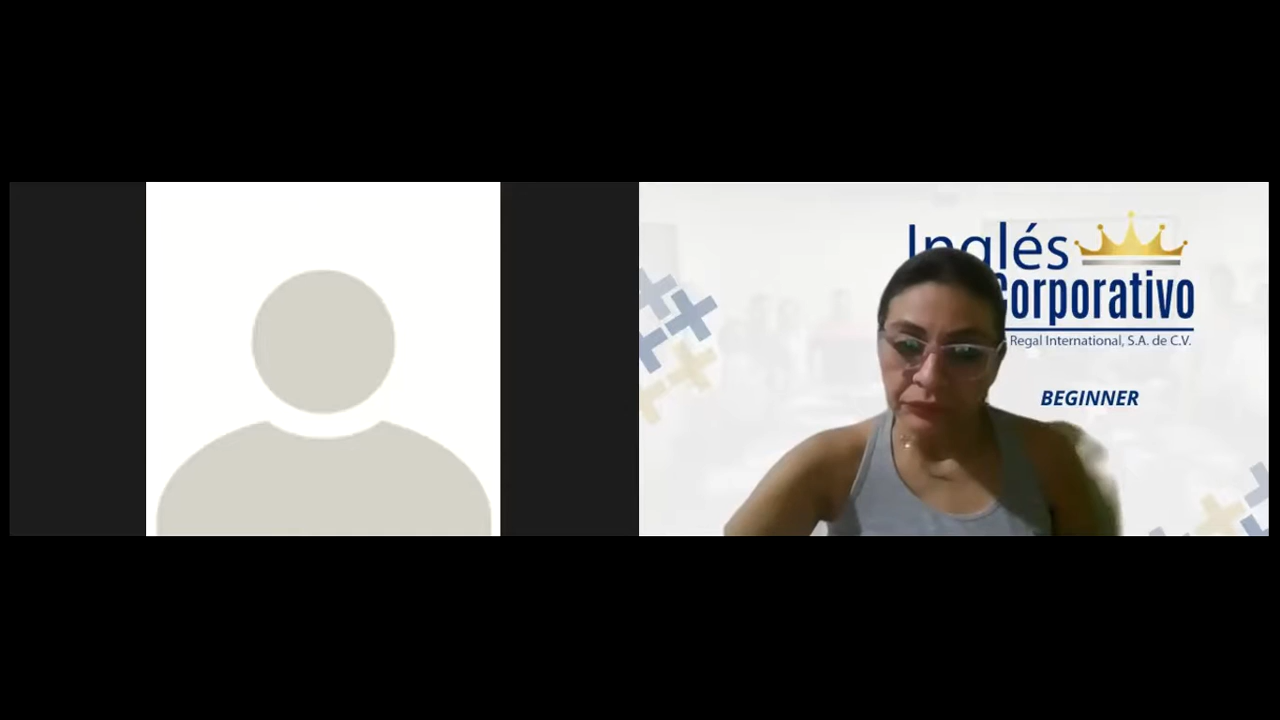 Inglés
Corporativo
Regal International, S.A. de C.V.
BEGINNER